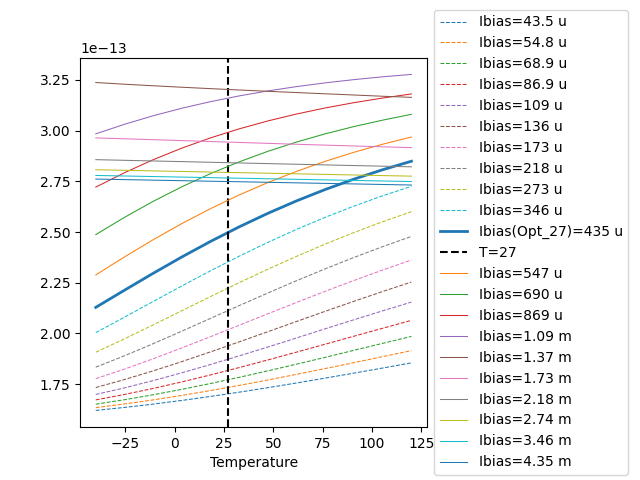 1e−13
3.25
3.00
2.75
2.50
2.25
2.00
1.75
−25 0 25 50 75 100 125
Temperature
Ibias=43.5 u
Ibias=54.8 u
Ibias=68.9 u
Ibias=86.9 u
Ibias=109 u
Ibias=136 u
Ibias=173 u
Ibias=218 u
Ibias=273 u
Ibias=346 u
Ibias(Opt_27)=435 u
T=27
Ibias=547 u
Ibias=690 u
Ibias=869 u
Ibias=1.09 m
Ibias=1.37 m
Ibias=1.73 m
Ibias=2.18 m
Ibias=2.74 m
Ibias=3.46 m
Ibias=4.35 m